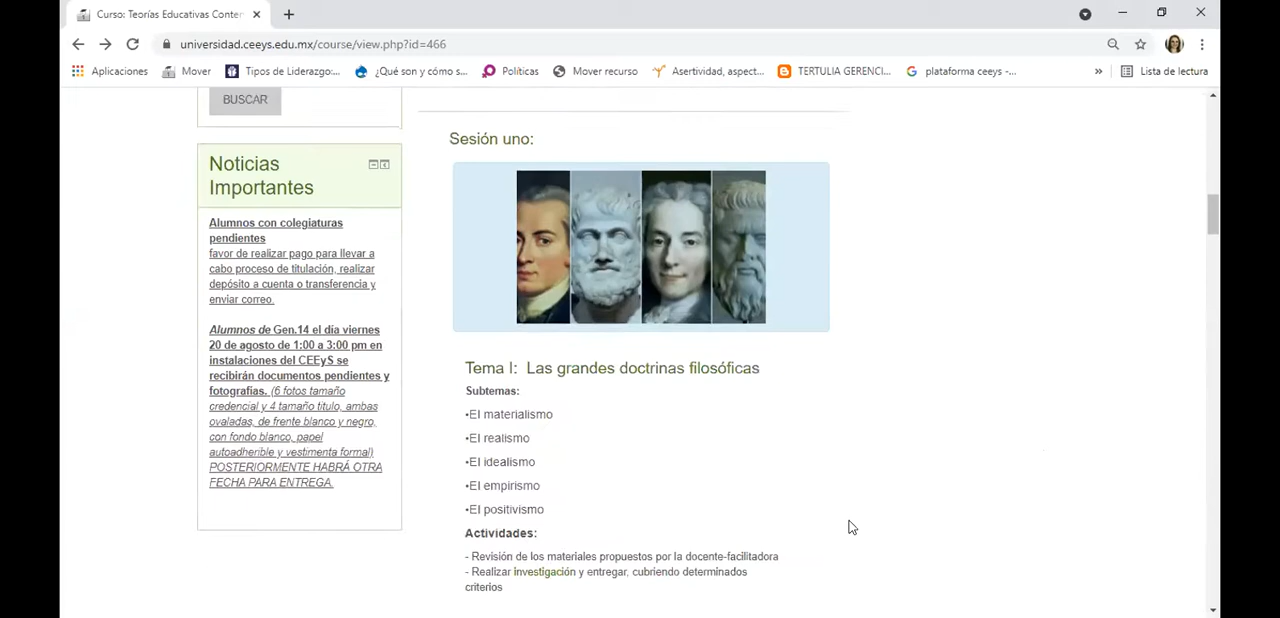 Curso: Teorías Educativas Conter
universidad.ceeys.edu.mx/course/view.php?id=466
Aplicaciones
Mover
Tipos de Liderazgo:...
¿Qué son y cómo s...
Políticas
Mover recurso
Asertividad, aspect...
TERTULIA GERENCI...
plataforma ceeys -...
»
Lista de lectura
BUSCAR
Noticias
Importantes
Alumnos con colegiaturas
pendientes
favor de realizar pago para llevar a
cabo proceso de titulación, realizar
depósito a cuenta o transferencia y
enviar correo.
Alumnos de Gen.14 el día viernes
20 de agosto de 1:00 a 3:00 pm en
instalaciones del CEEyS se
recibirán documentos pendientes y
fotografías. (6 fotos tamaño
credencial y 4 tamaño título, ambas
ovaladas, de frente blanco y negro,
con fondo blanco, papel
autoadherible y vestimenta formal)
POSTERIORMENTE HABRÁ OTRA
FECHA PARA ENTREGA.
Sesión uno:
Tema I: Las grandes doctrinas filosóficas
Subtemas:
•El materialismo
•El realismo
•El idealismo
•El empirismo
•El positivismo
Actividades:
- Revisión de los materiales propuestos por la docente-facilitadora
- Realizar investigación y entregar, cubriendo determinados
criterios